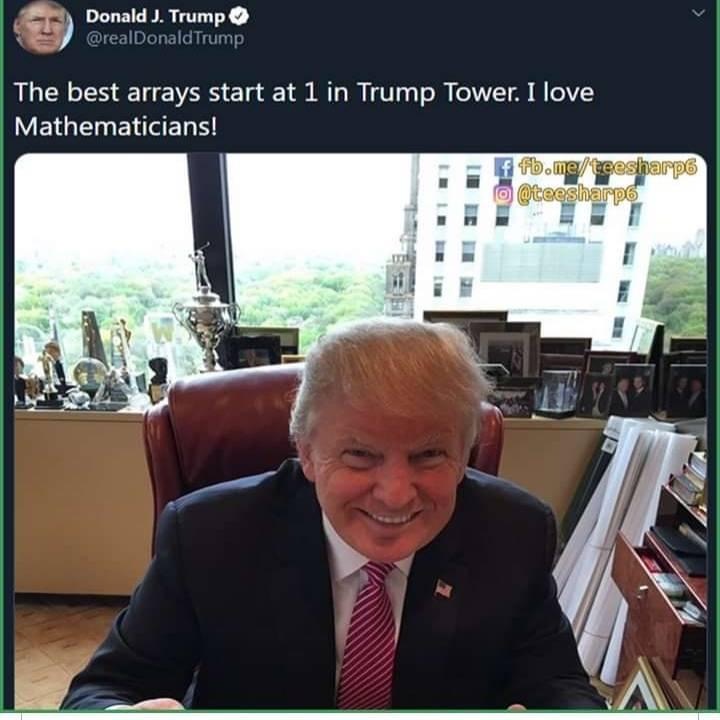 Donald J. Trump
@realDonaldTrump
The best arrays start at 1 in Trump Tower. I love
Mathematicians!
fb.me/teesharp6
@teesharp6